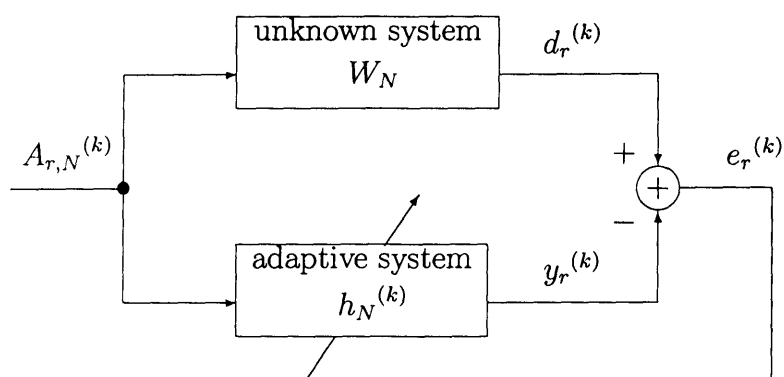 unknown system
W_N
d_r^{(k)}
A_{r,N}^{(k)}
+
e_r^{(k)}
+
−
adaptive system
h_N^{(k)}
y_r^{(k)}